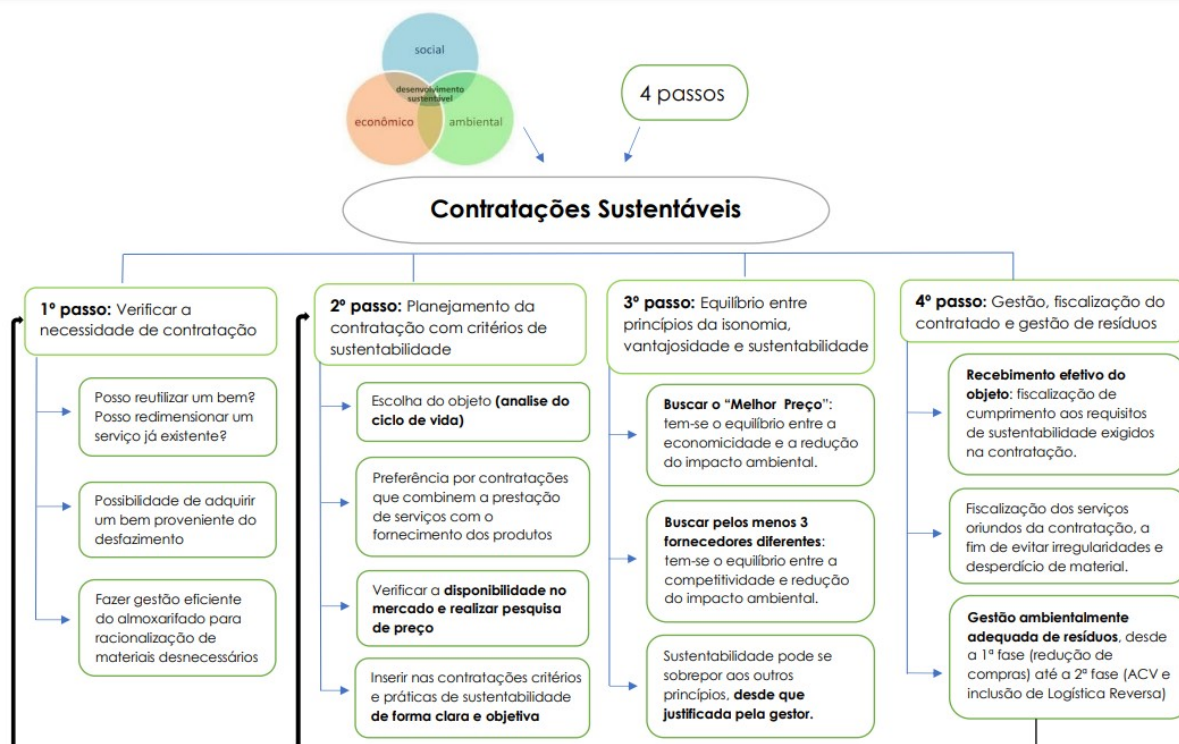 social
desenvolvimento
sustentável
econômico
ambiental
4 passos
Contratações Sustentáveis
1º passo: Verificar a
necessidade de contratação
Posso reutilizar um bem?
Posso redimensionar um
serviço já existente?
Possibilidade de adquirir
um bem proveniente do
desfazimento
Fazer gestão eficiente
do almoxarifado para
racionalização de
materiais desnecessários
2º passo: Planejamento da
contratação com critérios de
sustentabilidade
Escolha do objeto (analise do
ciclo de vida)
Preferência por contratações
que combinem a prestação
de serviços com o
fornecimento dos produtos
Verificar a disponibilidade no
mercado e realizar pesquisa
de preço
Inserir nas contratações critérios
e práticas de sustentabilidade
de forma clara e objetiva
3º passo: Equilíbrio entre
princípios da isonomia,
vantajosidade e sustentabilidade
Buscar o “Melhor Preço”:
tem-se o equilíbrio entre a
economicidade e a redução
do impacto ambiental.
Buscar pelos menos 3
fornecedores diferentes:
tem-se o equilíbrio entre a
competitividade e redução
do impacto ambiental.
Sustentabilidade pode se
sobrepor aos outros
princípios, desde que
justificada pela gestor.
4º passo: Gestão, fiscalização do
contratado e gestão de resíduos
Recebimento efetivo do
objeto: fiscalização de
cumprimento aos requisitos
de sustentabilidade exigidos
na contratação.
Fiscalização dos serviços
oriundos da contratação, a
fim de evitar irregularidades e
desperdício de material.
Gestão ambientalmente
adequada de resíduos, desde
a 1ª fase (redução de
compras) até a 2ª fase (ACV e
inclusão de Logística Reversa)